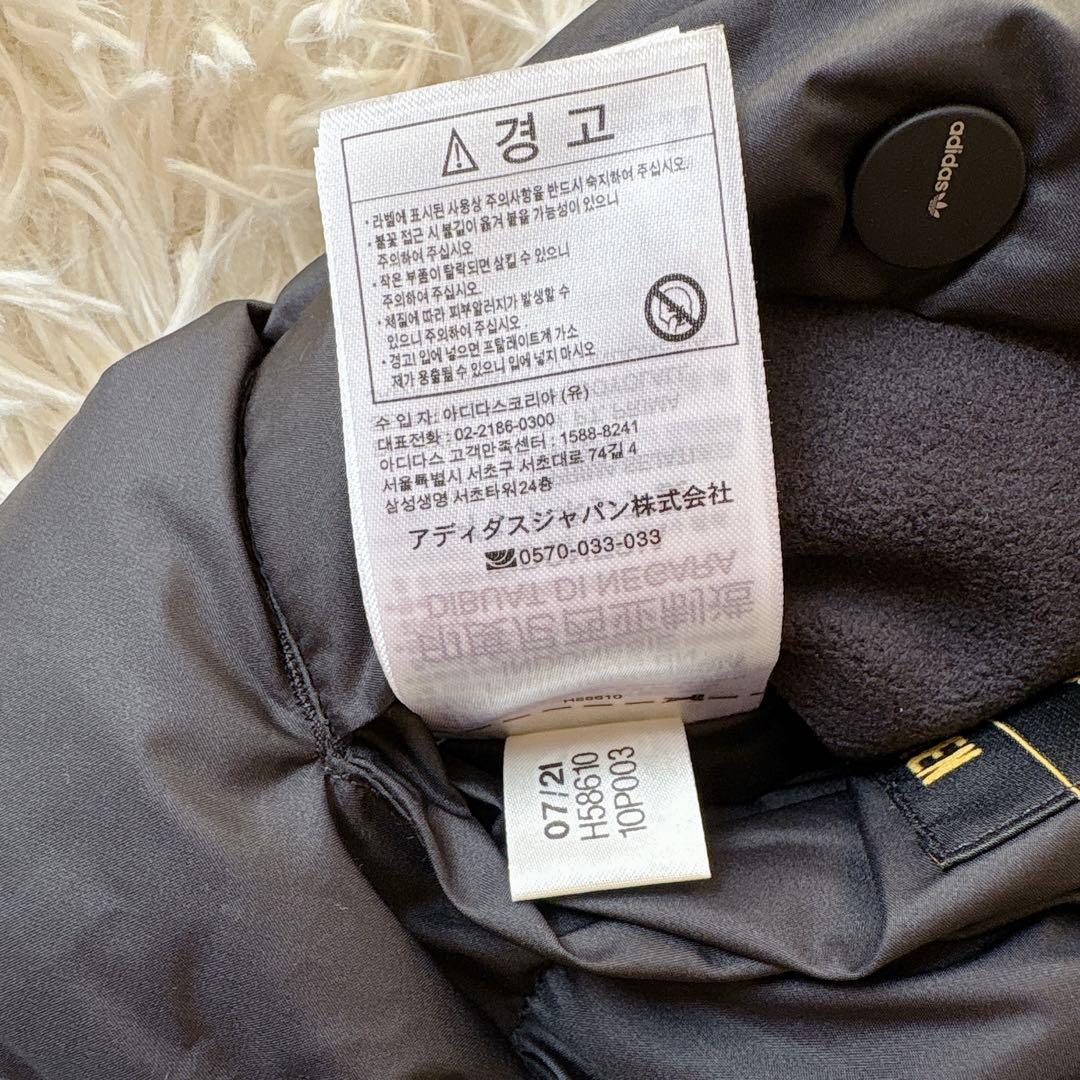 경 고
• 라벨에 표시된 사용상 주의사항을 반드시 숙지하여 주십시오.
• 불꽃 접근 시 불길이 옮겨 붙을 가능성이 있으니
주의하여 주십시오
• 작은 부품이 탈락되면 삼킬 수 있으니
주의하여 주십시오.
• 체질에 따라 피부알러지가 발생할 수
있으니 주의하여 주십시오
• 경고! 입에 넣으면 프탈레이트계 가소
제가 용출될 수 있으니 입에 넣지 마시오
수 입 자: 아디다스코리아 (유)
대표전화 : 02-2186-0300
아디다스 고객만족센터 : 1588-8241
서울특별시 서초구 서초대로 74길 4
삼성생명 서초타워24층
アディダスジャパン株式会社
0570-033-033
DIBUAT DI NEGARA
印度尼西亚制造
H58610
07/21
H58610
10P003
adidas